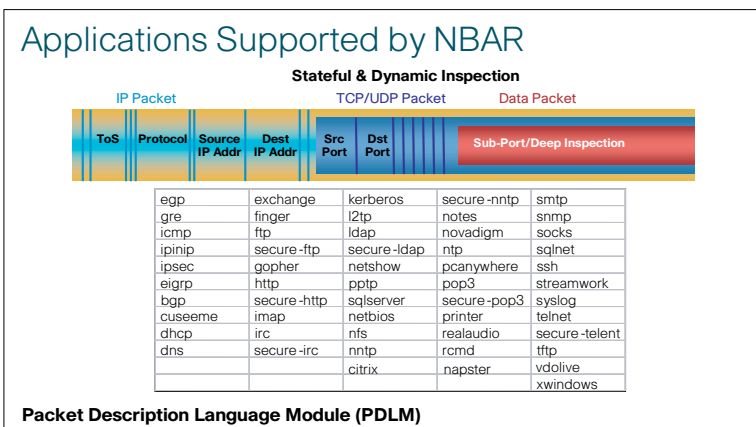 Applications Supported by NBAR
Stateful & Dynamic Inspection
IP Packet TCP/UDP Packet Data Packet
ToS Protocol Source IP Addr Dest IP Addr Src Port Dst Port Sub-Port/Deep Inspection
egp exchange kerberos secure-nntp smtp
gre finger l2tp notes snmp
icmp ftp ldap novadigm socks
ipinip secure-ftp secure-ldap ntp sqlnet
ipsec gopher netshow pcanywhere ssh
eigrp http pptp pop3 streamwork
bgp secure-http sqlserver secure-pop3 syslog
cuseeme imap netbios printer telnet
dhcp irc nfs realaudio secure-telent
dns secure-irc nntp rcmd tftp
citrix napster vdolive
xwindows
Packet Description Language Module (PDLM)